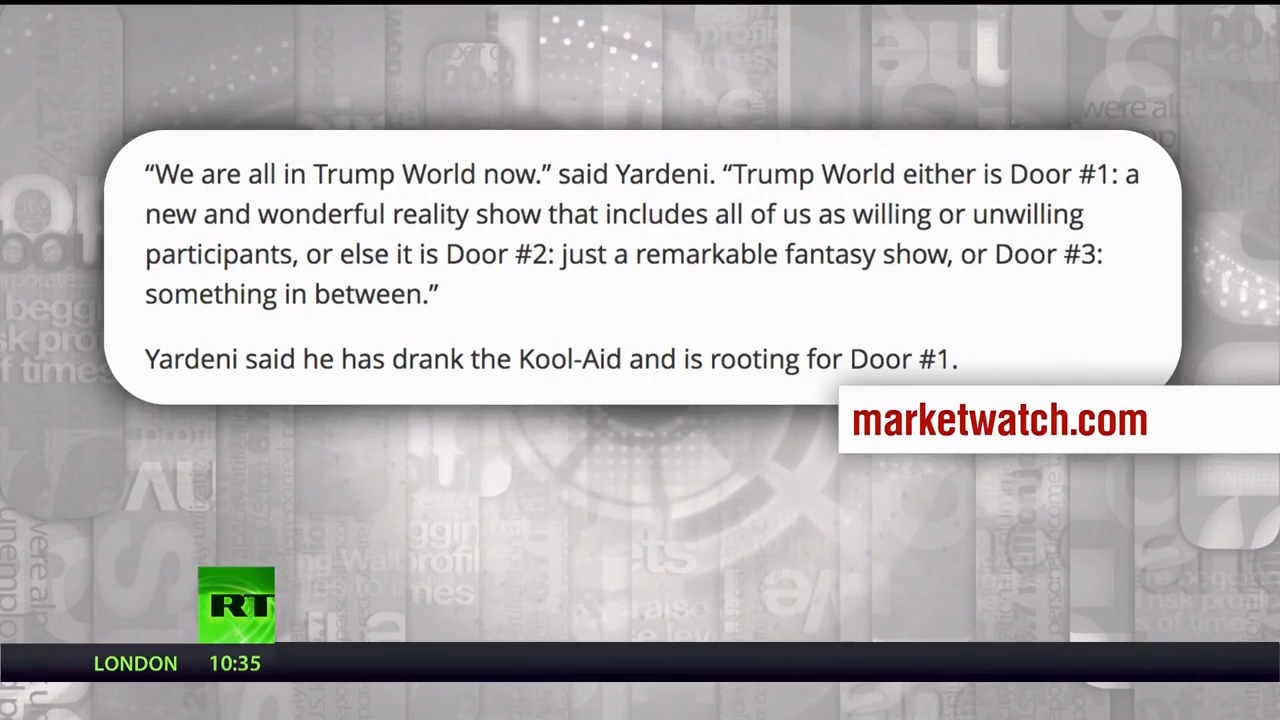 “We are all in Trump World now.” said Yardeni. “Trump World either is Door #1: a
new and wonderful reality show that includes all of us as willing or unwilling
participants, or else it is Door #2: just a remarkable fantasy show, or Door #3:
something in between.”
Yardeni said he has drank the Kool-Aid and is rooting for Door #1.
marketwatch.com
RT
LONDON 10:35